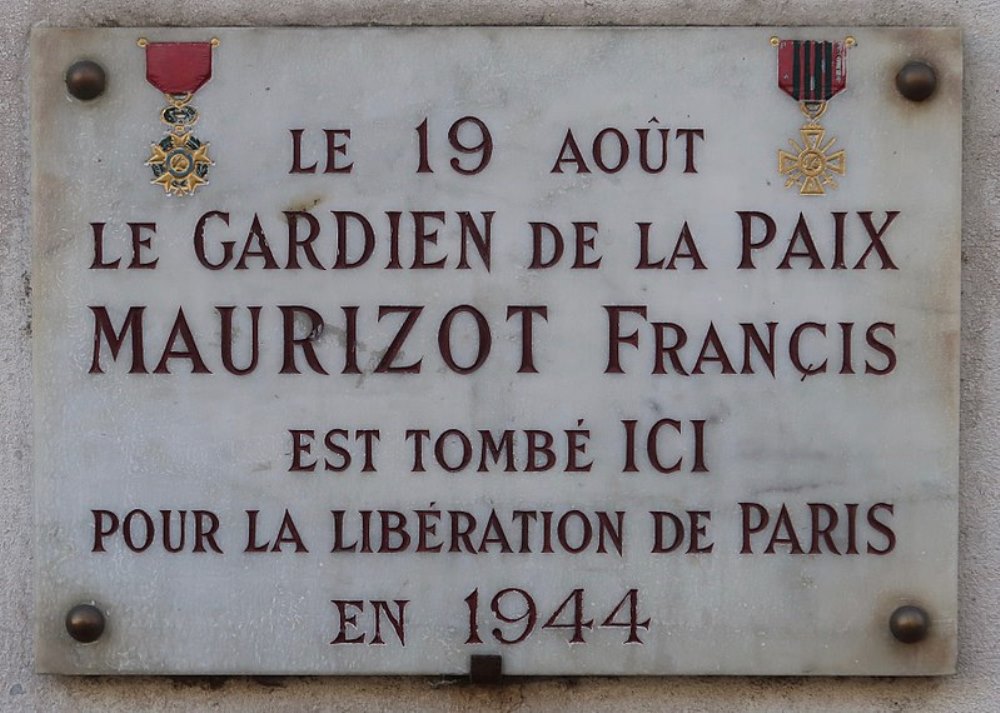 LE 19 AOÛT
LE GARDIEN DE LA PAIX
MAURIZOT FRANÇIS
EST TOMBÉ ICI
POUR LA LIBÉRATION DE PARIS
EN 1944